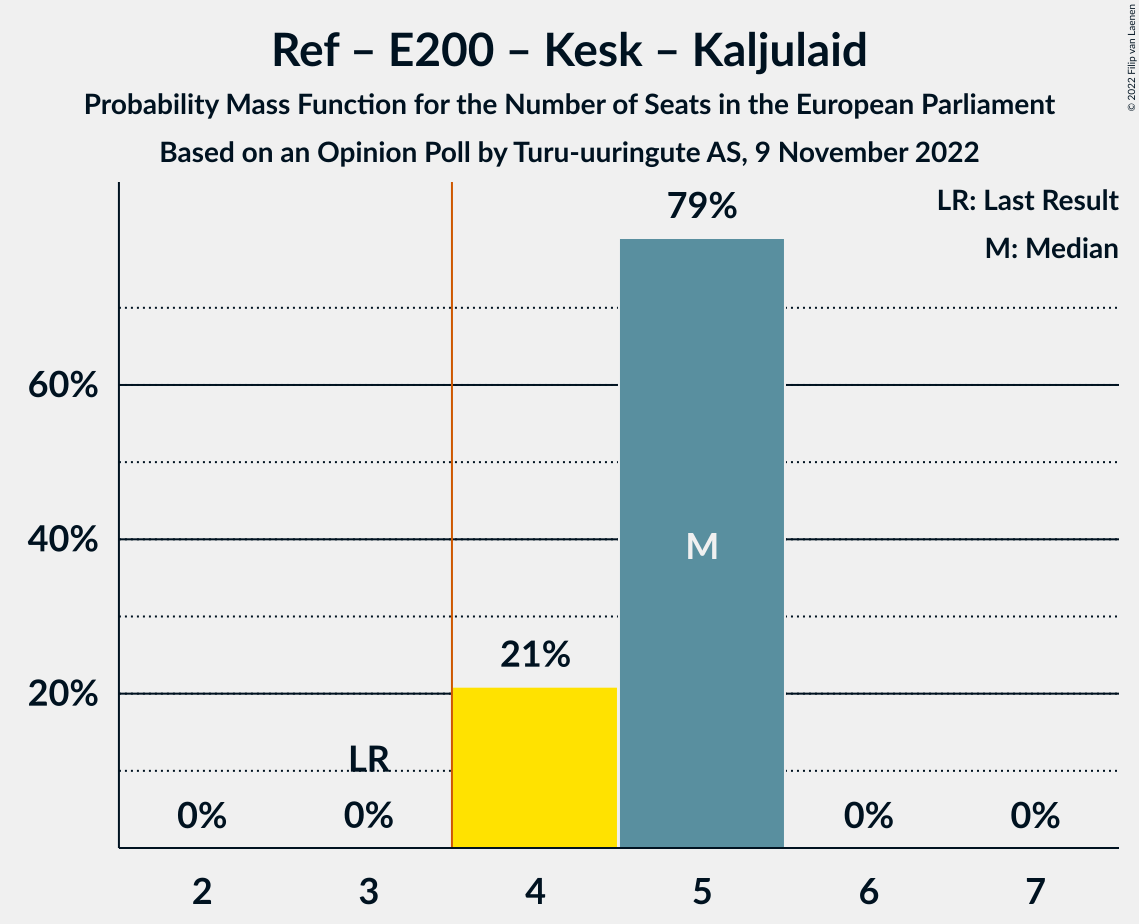 Ref – E200 – Kesk – Kaljulaid
Probability Mass Function for the Number of Seats in the European Parliament
Based on an Opinion Poll by Turu-uuringute AS, 9 November 2022
© 2022 Filip van Laenen
LR: Last Result
M: Median
79%
60%
40%
M
21%
20%
LR
0% 0% 0% 0%
2 3 4 5 6 7